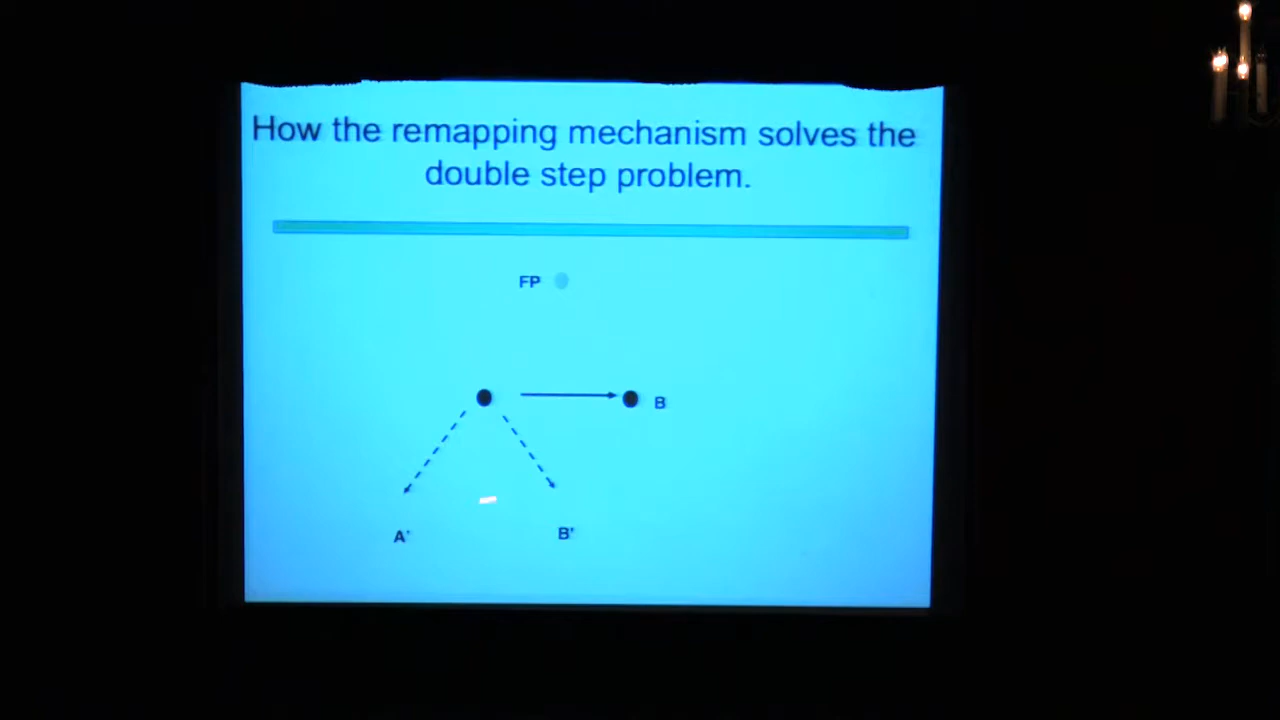 How the remapping mechanism solves the
double step problem.
FP
B
A'
B'